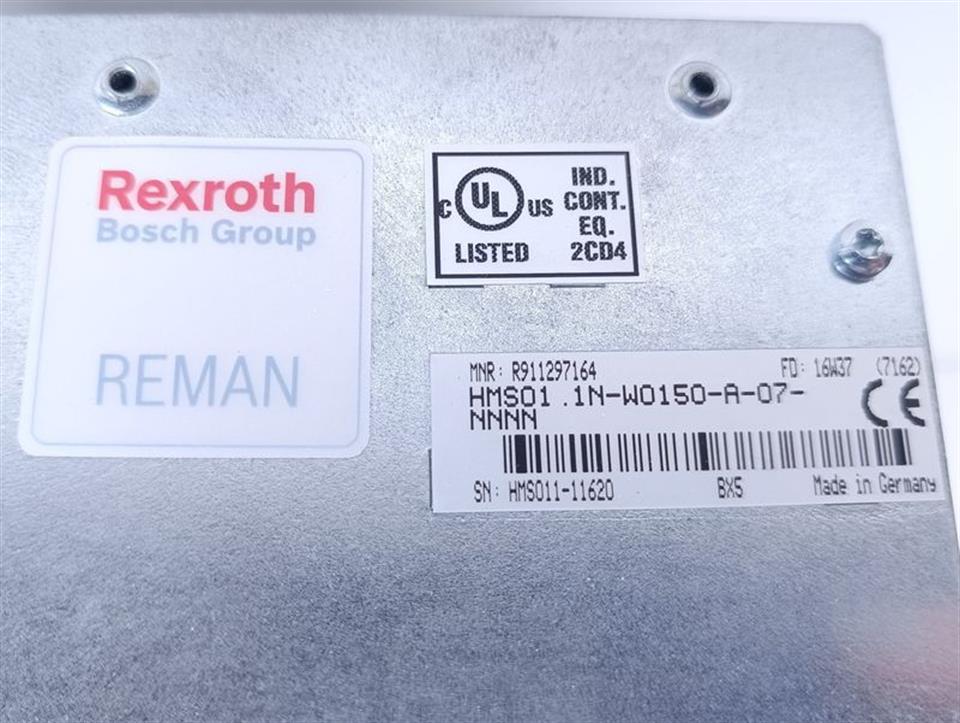 Rexroth
Bosch Group
REMAN
C UL US
LISTED
IND.
CONT.
EQ.
2CD4
MNR: R911297164 FD: 16W37 (7162)
HMS01.1N-W0150-A-07-
NNNN
CE
SN: HMS011-11620 BX5 Made in Germany